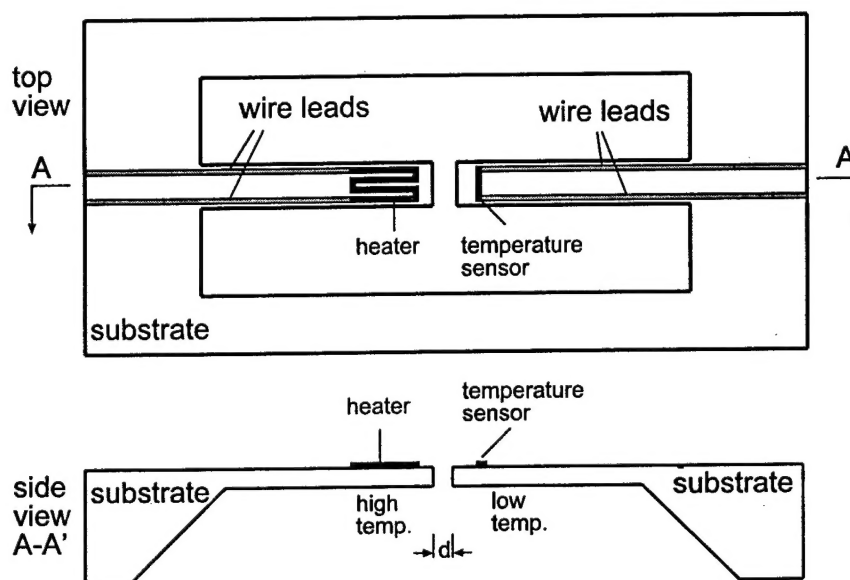 top
view
wire leads
wire leads
A
A
heater
temperature
sensor
substrate
heater
temperature
sensor
side
view
A-A'
substrate
high
temp.
low
temp.
substrate
d